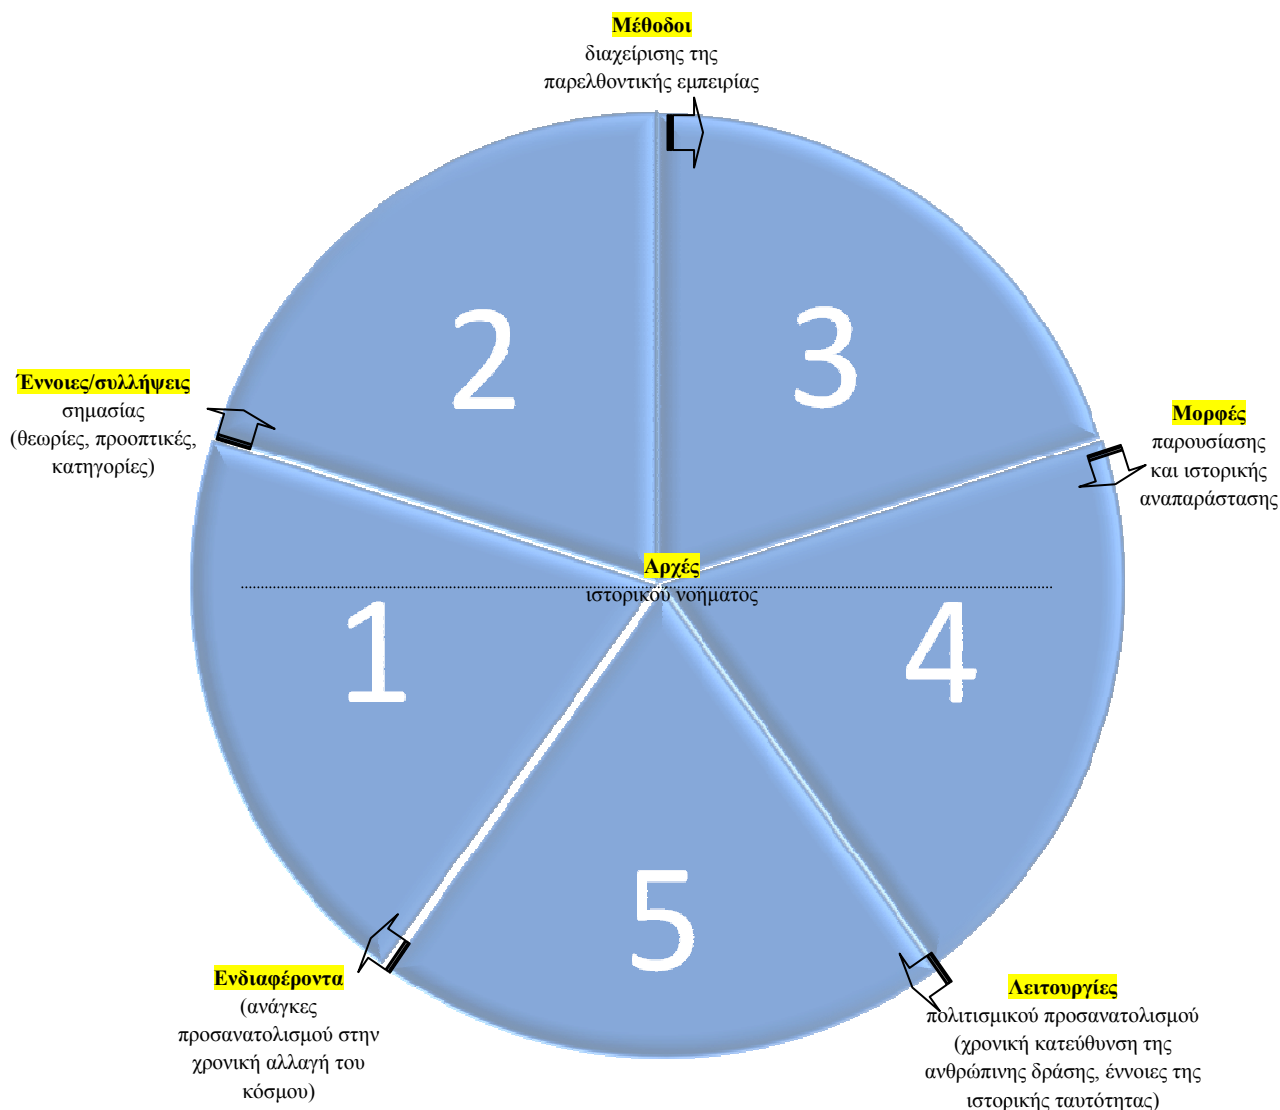 Μέθοδοι
διαχείρισης της
παρελθοντικής εμπειρίας
2
3
Έννοιες/συλλήψεις
σημασίας
(θεωρίες, προοπτικές,
κατηγορίες)
Μορφές
παρουσίασης
και ιστορικής
αναπαράστασης
Αρχές
ιστορικού νοήματος
1
4
5
Ενδιαφέροντα
(ανάγκες
προσανατολισμού στην
χρονική αλλαγή του
κόσμου)
Λειτουργίες
πολιτισμικού προσανατολισμού
(χρονική κατεύθυνση της
ανθρώπινης δράσης, έννοιες της
ιστορικής ταυτότητας)